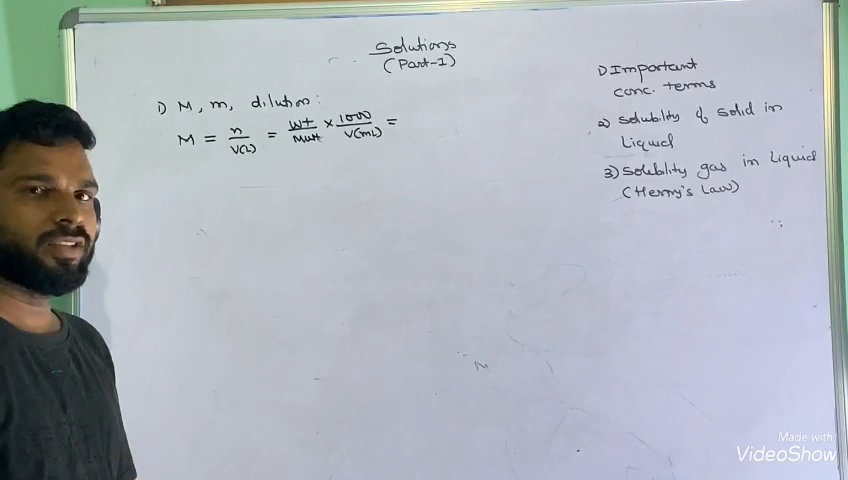 Solutions
(Part-1)
1) M, m, dilution:
M = n/V(L) = wt/Mwt × 1000/V(mL) =
1) Important
conc. terms
2) solubility of solid in
Liquid
3) solubility gas in Liquid
(Henry's Law)
M
Made with
VideoShow